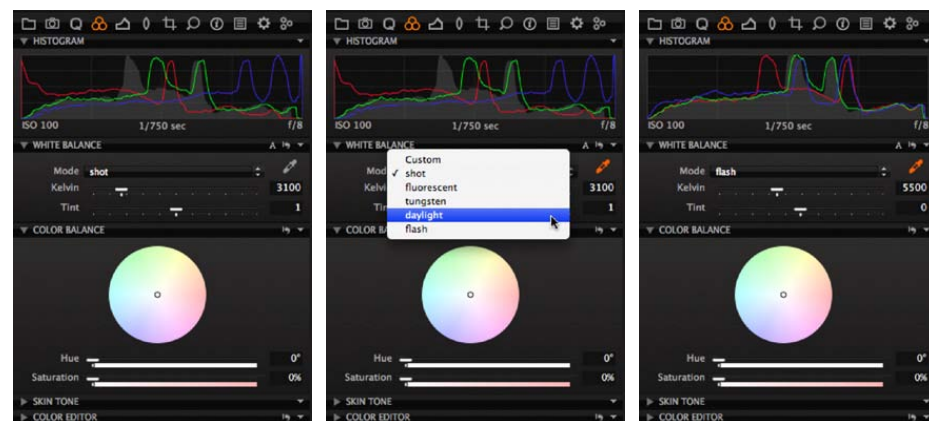 HISTOGRAM
ISO 100 1/750 sec f/8
WHITE BALANCE A
Mode shot
Kelvin 3100
Tint 1
COLOR BALANCE
Hue 0°
Saturation 0%
SKIN TONE
COLOR EDITOR
HISTOGRAM
ISO 100 1/750 sec f/8
WHITE BALANCE A
Custom
✓ shot
fluorescent
tungsten
daylight
flash
3100
1
Hue 0°
Saturation 0%
SKIN TONE
COLOR EDITOR
HISTOGRAM
ISO 100 1/750 sec f/8
WHITE BALANCE A
Mode flash
Kelvin 5500
Tint 0
COLOR BALANCE
Hue 0°
Saturation 0%
SKIN TONE
COLOR EDITOR